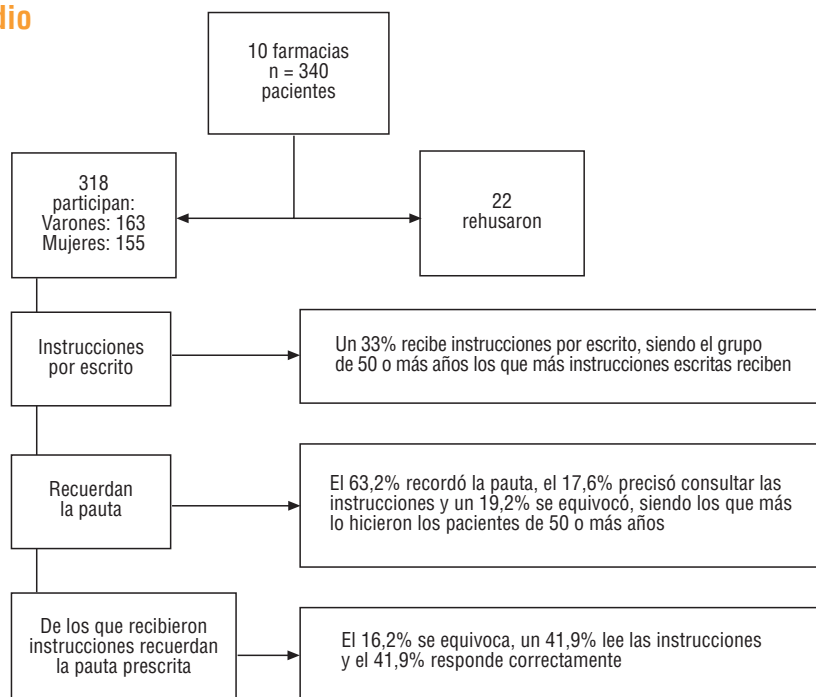 dio
10 farmacias
n = 340
pacientes
318
participan:
Varones: 163
Mujeres: 155
22
rehusaron
Instrucciones
por escrito
Un 33% recibe instrucciones por escrito, siendo el grupo
de 50 o más años los que más instrucciones escritas reciben
Recuerdan
la pauta
El 63,2% recordó la pauta, el 17,6% precisó consultar las
instrucciones y un 19,2% se equivocó, siendo los que más
lo hicieron los pacientes de 50 o más años
De los que recibieron
instrucciones recuerdan
la pauta prescrita
El 16,2% se equivoca, un 41,9% lee las instrucciones
y el 41,9% responde correctamente